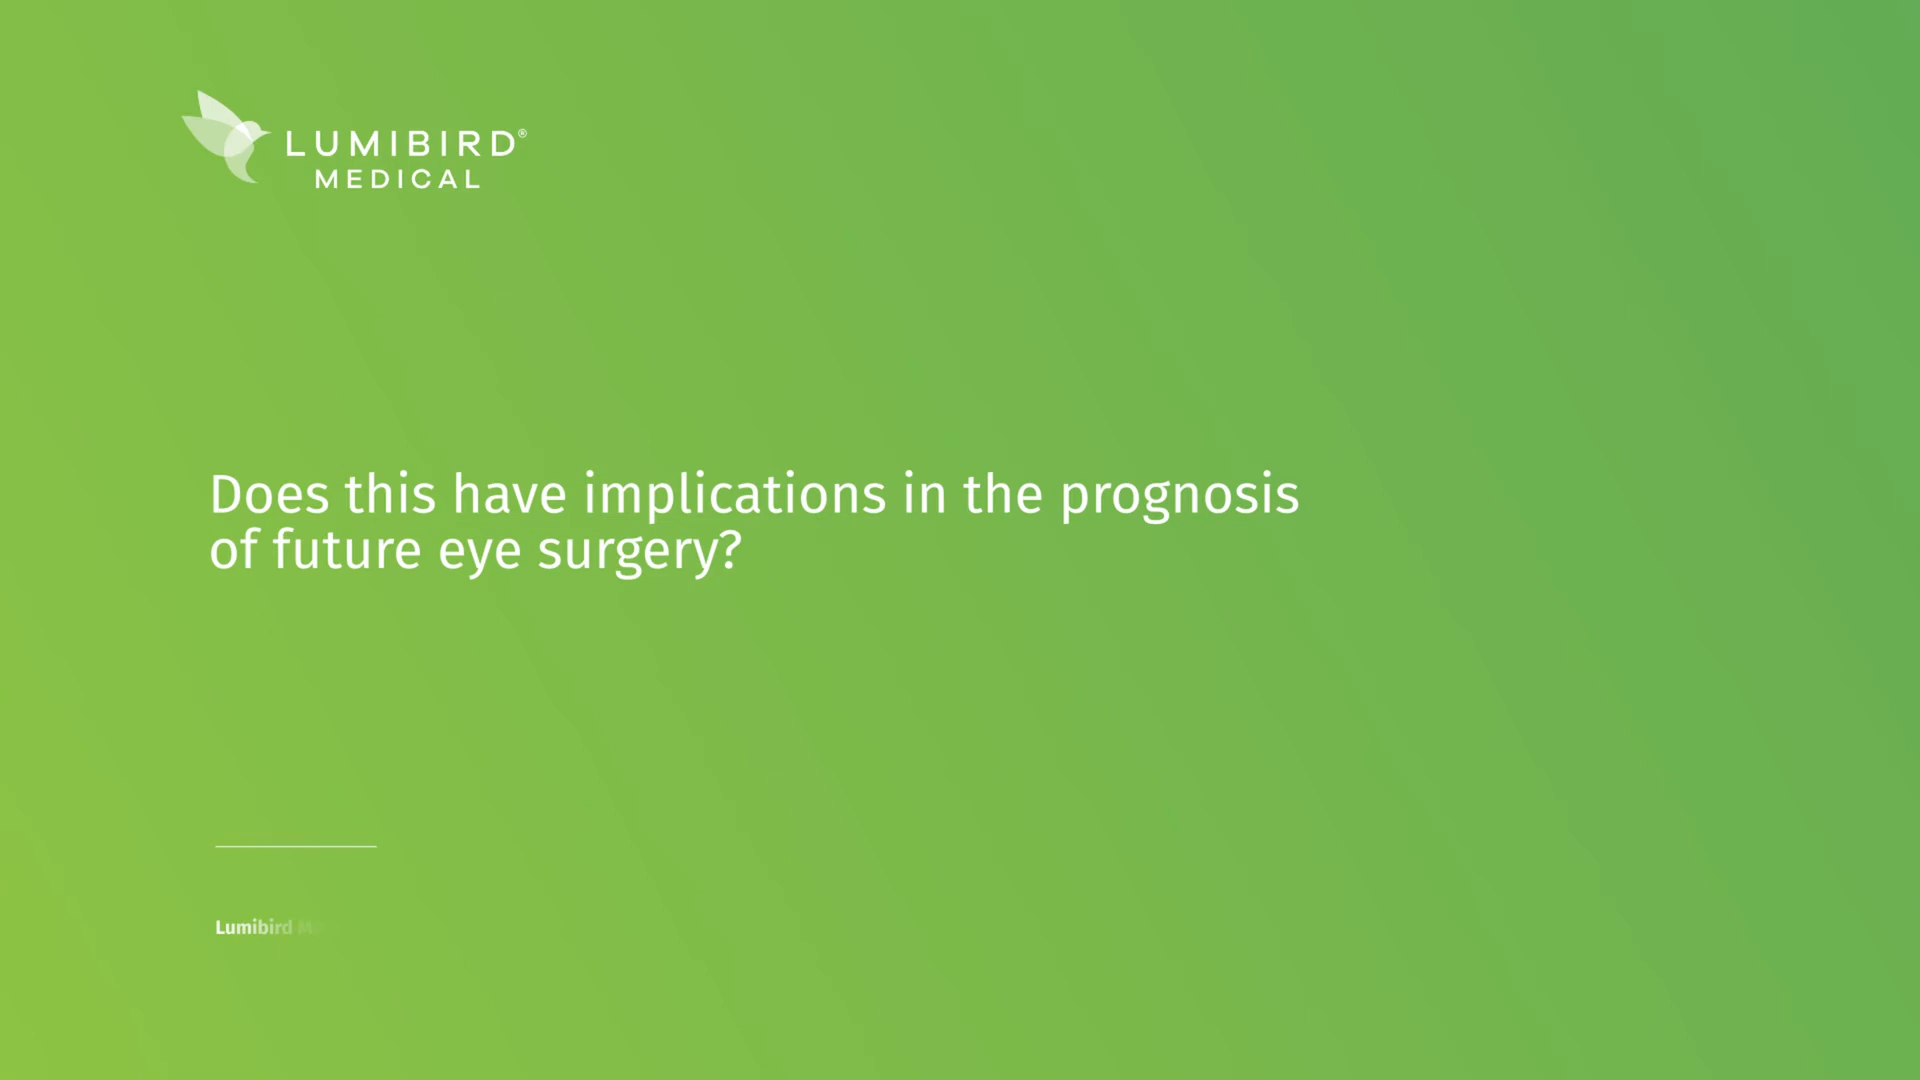 LUMIBIRD®
MEDICAL
Does this have implications in the prognosis
of future eye surgery?
Lumibird